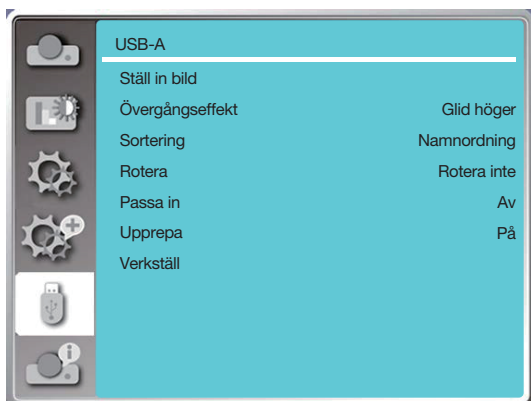 USB-A
Ställ in bild
Övergångseffekt Glid höger
Sortering Namnordning
Rotera Rotera inte
Passa in Av
Upprepa På
Verkställ